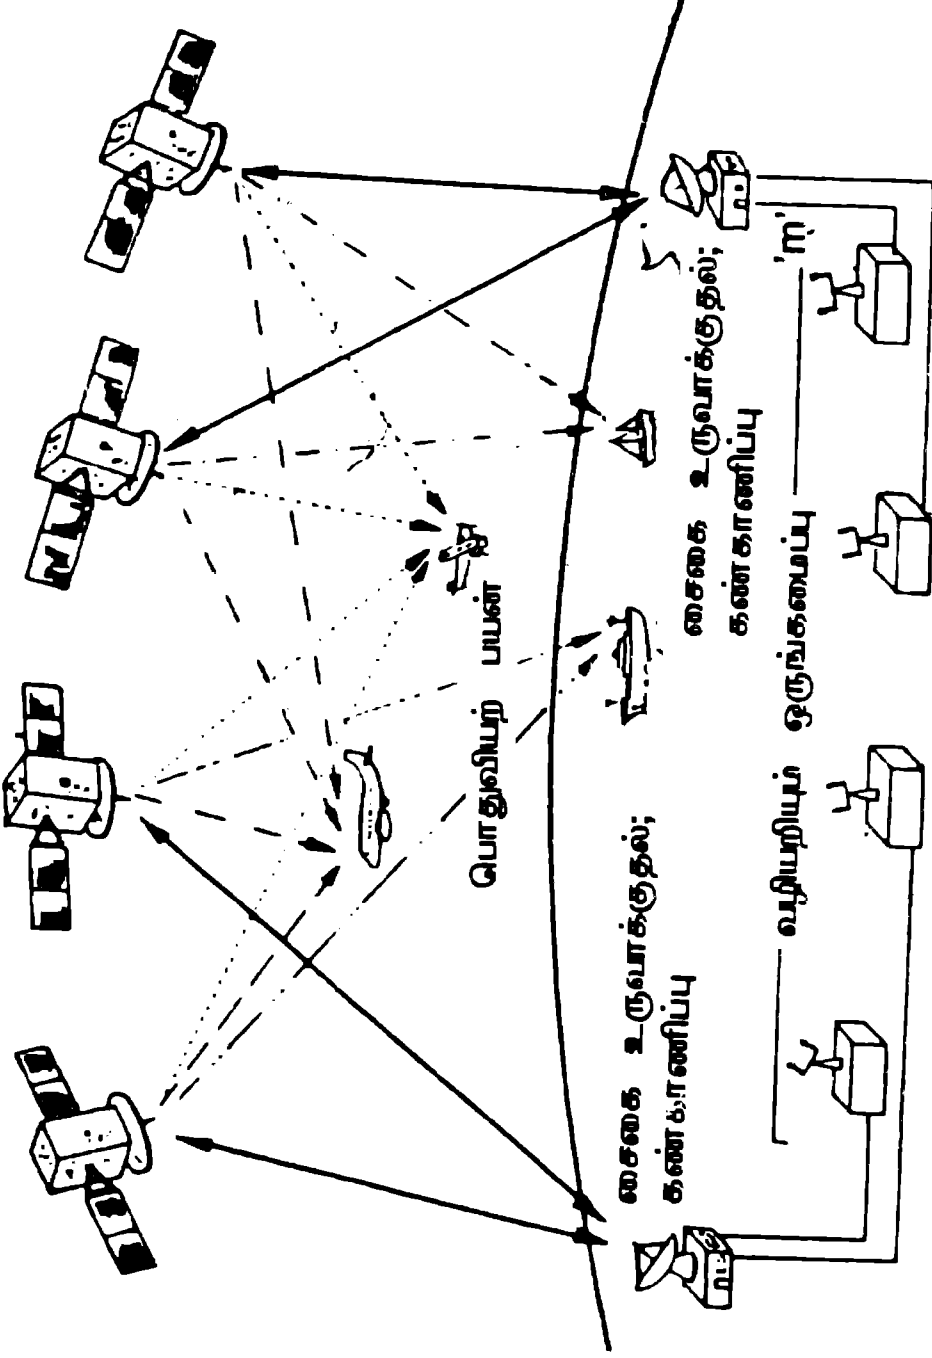 பொதுவியற் பயன்
சைகை உருவாக்குதல்;
கண்காணிப்பு
சைகை உருவாக்குதல்;
கண்காணிப்பு
வழியறியும் ஒருங்கமைப்பு